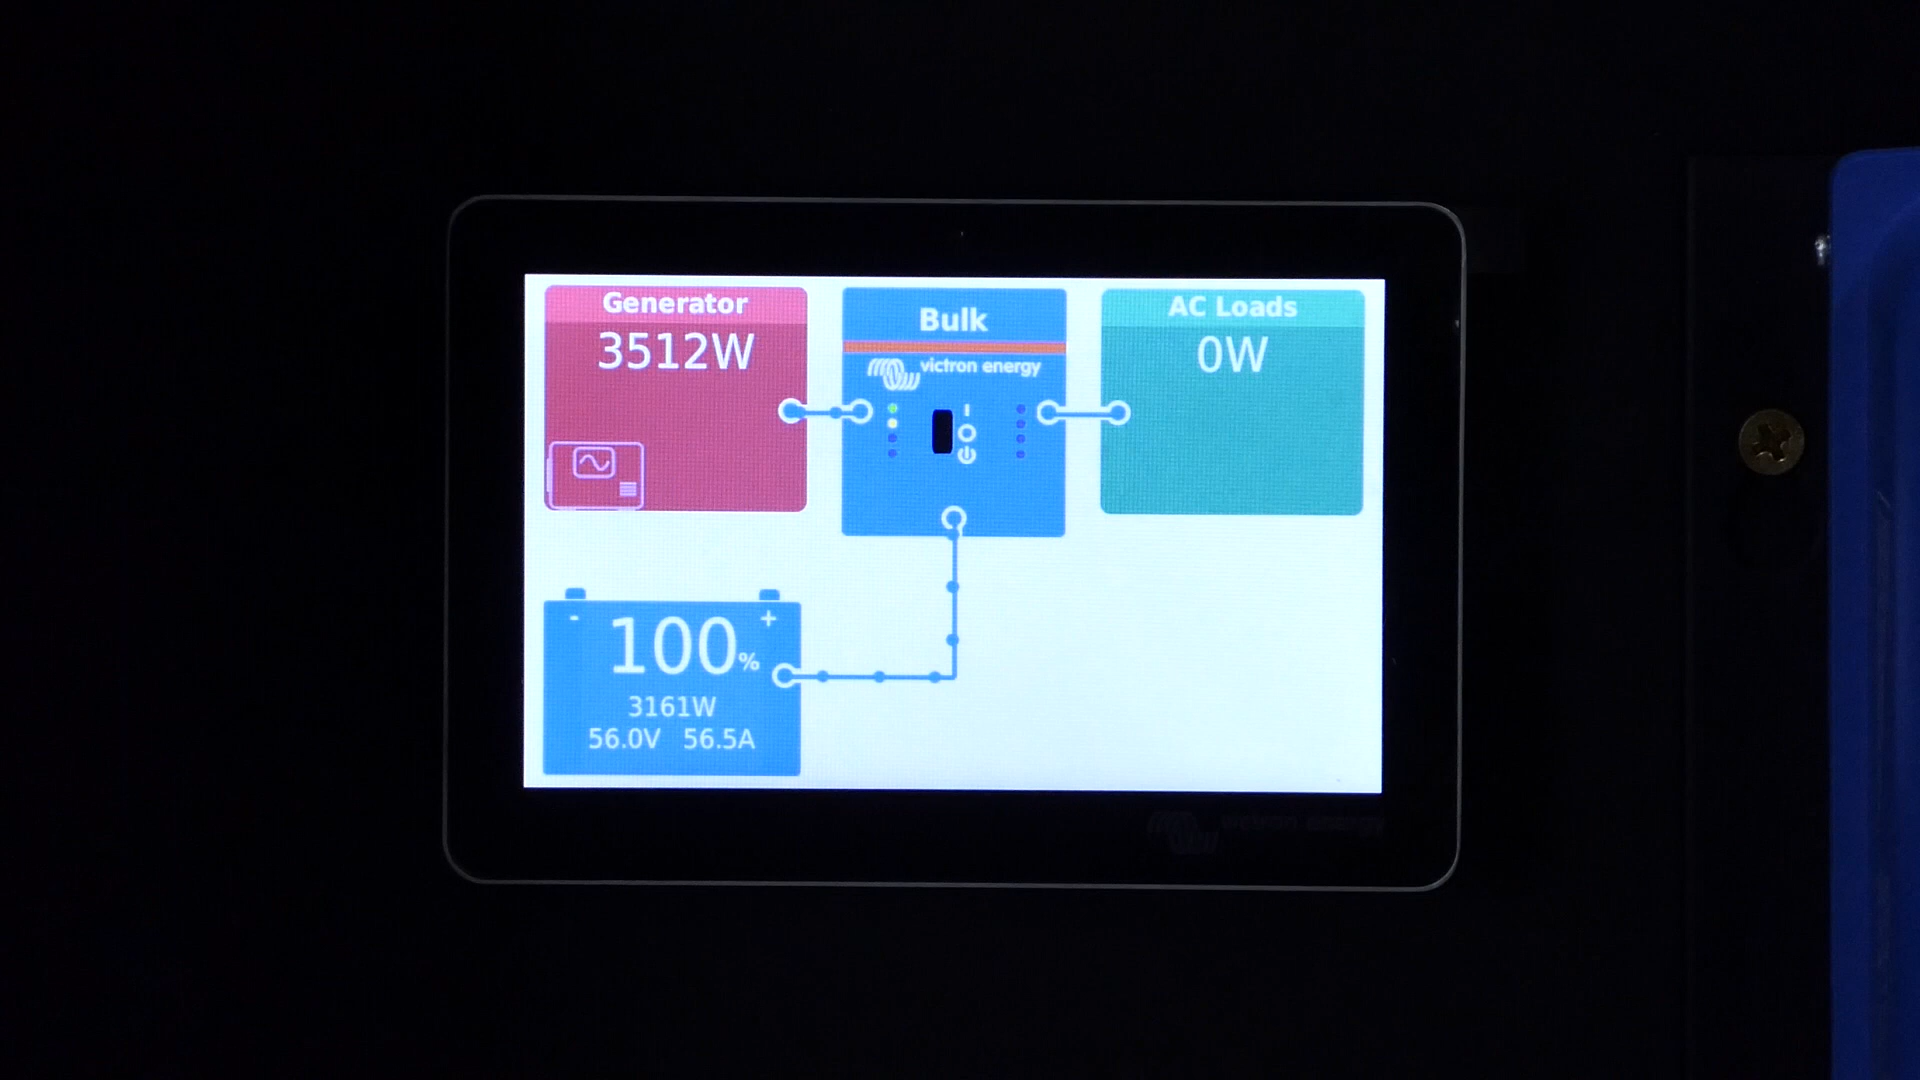 Generator
3512W
Bulk
victron energy
AC Loads
0W
- +
100%
3161W
56.0V 56.5A
victron energy